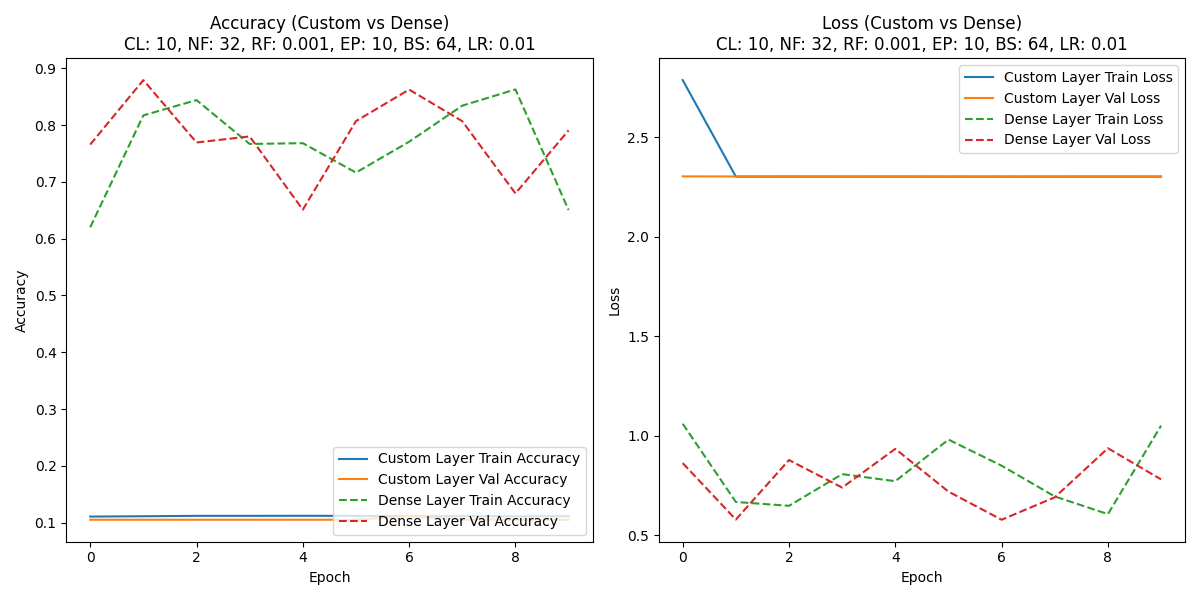 Accuracy (Custom vs Dense)
CL: 10, NF: 32, RF: 0.001, EP: 10, BS: 64, LR: 0.01
0.9
0.8
0.7
0.6
0.5
0.4
0.3
0.2
0.1
Accuracy
Custom Layer Train Accuracy
Custom Layer Val Accuracy
Dense Layer Train Accuracy
Dense Layer Val Accuracy
0 2 4 6 8
Epoch
Loss (Custom vs Dense)
CL: 10, NF: 32, RF: 0.001, EP: 10, BS: 64, LR: 0.01
2.5
2.0
1.5
1.0
0.5
Loss
Custom Layer Train Loss
Custom Layer Val Loss
Dense Layer Train Loss
Dense Layer Val Loss
0 2 4 6 8
Epoch